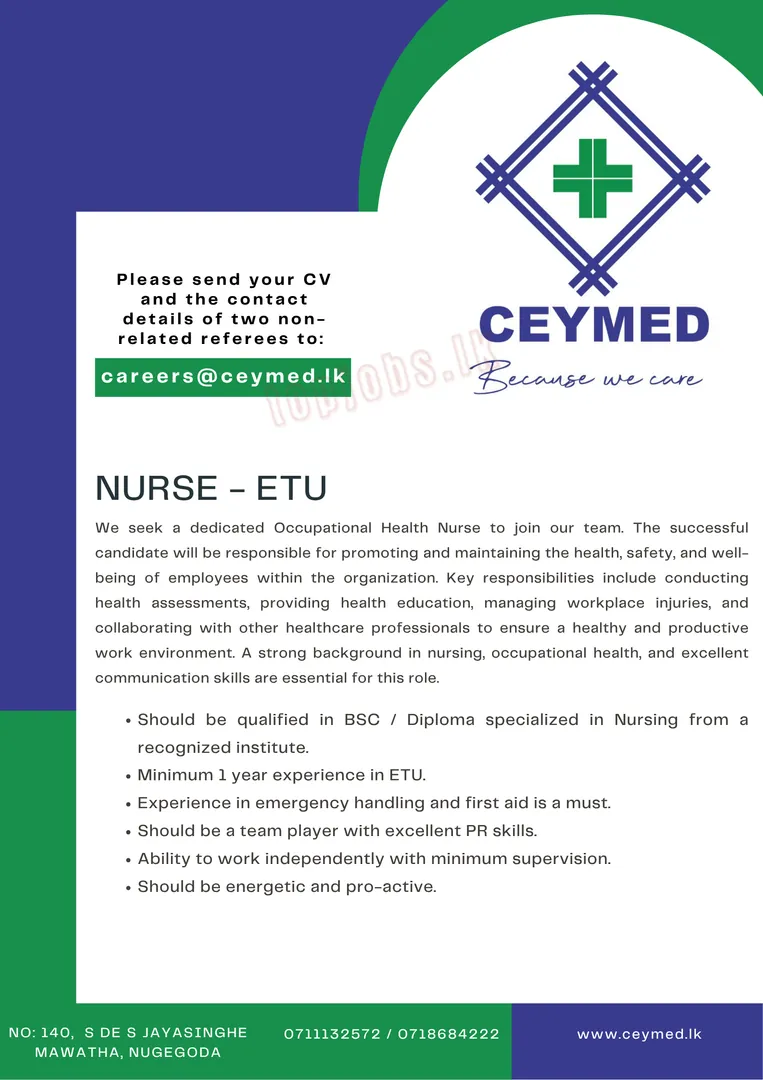 CEYMED
Because we care
Please send your CV
and the contact
details of two non-
related referees to:
careers@ceymed.lk
topjobs.lk
NURSE – ETU
We seek a dedicated Occupational Health Nurse to join our team. The successful
candidate will be responsible for promoting and maintaining the health, safety, and well-
being of employees within the organization. Key responsibilities include conducting
health assessments, providing health education, managing workplace injuries, and
collaborating with other healthcare professionals to ensure a healthy and productive
work environment. A strong background in nursing, occupational health, and excellent
communication skills are essential for this role.
• Should be qualified in BSC / Diploma specialized in Nursing from a
recognized institute.
• Minimum 1 year experience in ETU.
• Experience in emergency handling and first aid is a must.
• Should be a team player with excellent PR skills.
• Ability to work independently with minimum supervision.
• Should be energetic and pro-active.
NO: 140, S DE S JAYASINGHE
MAWATHA, NUGEGODA
0711132572 / 0718684222
www.ceymed.lk